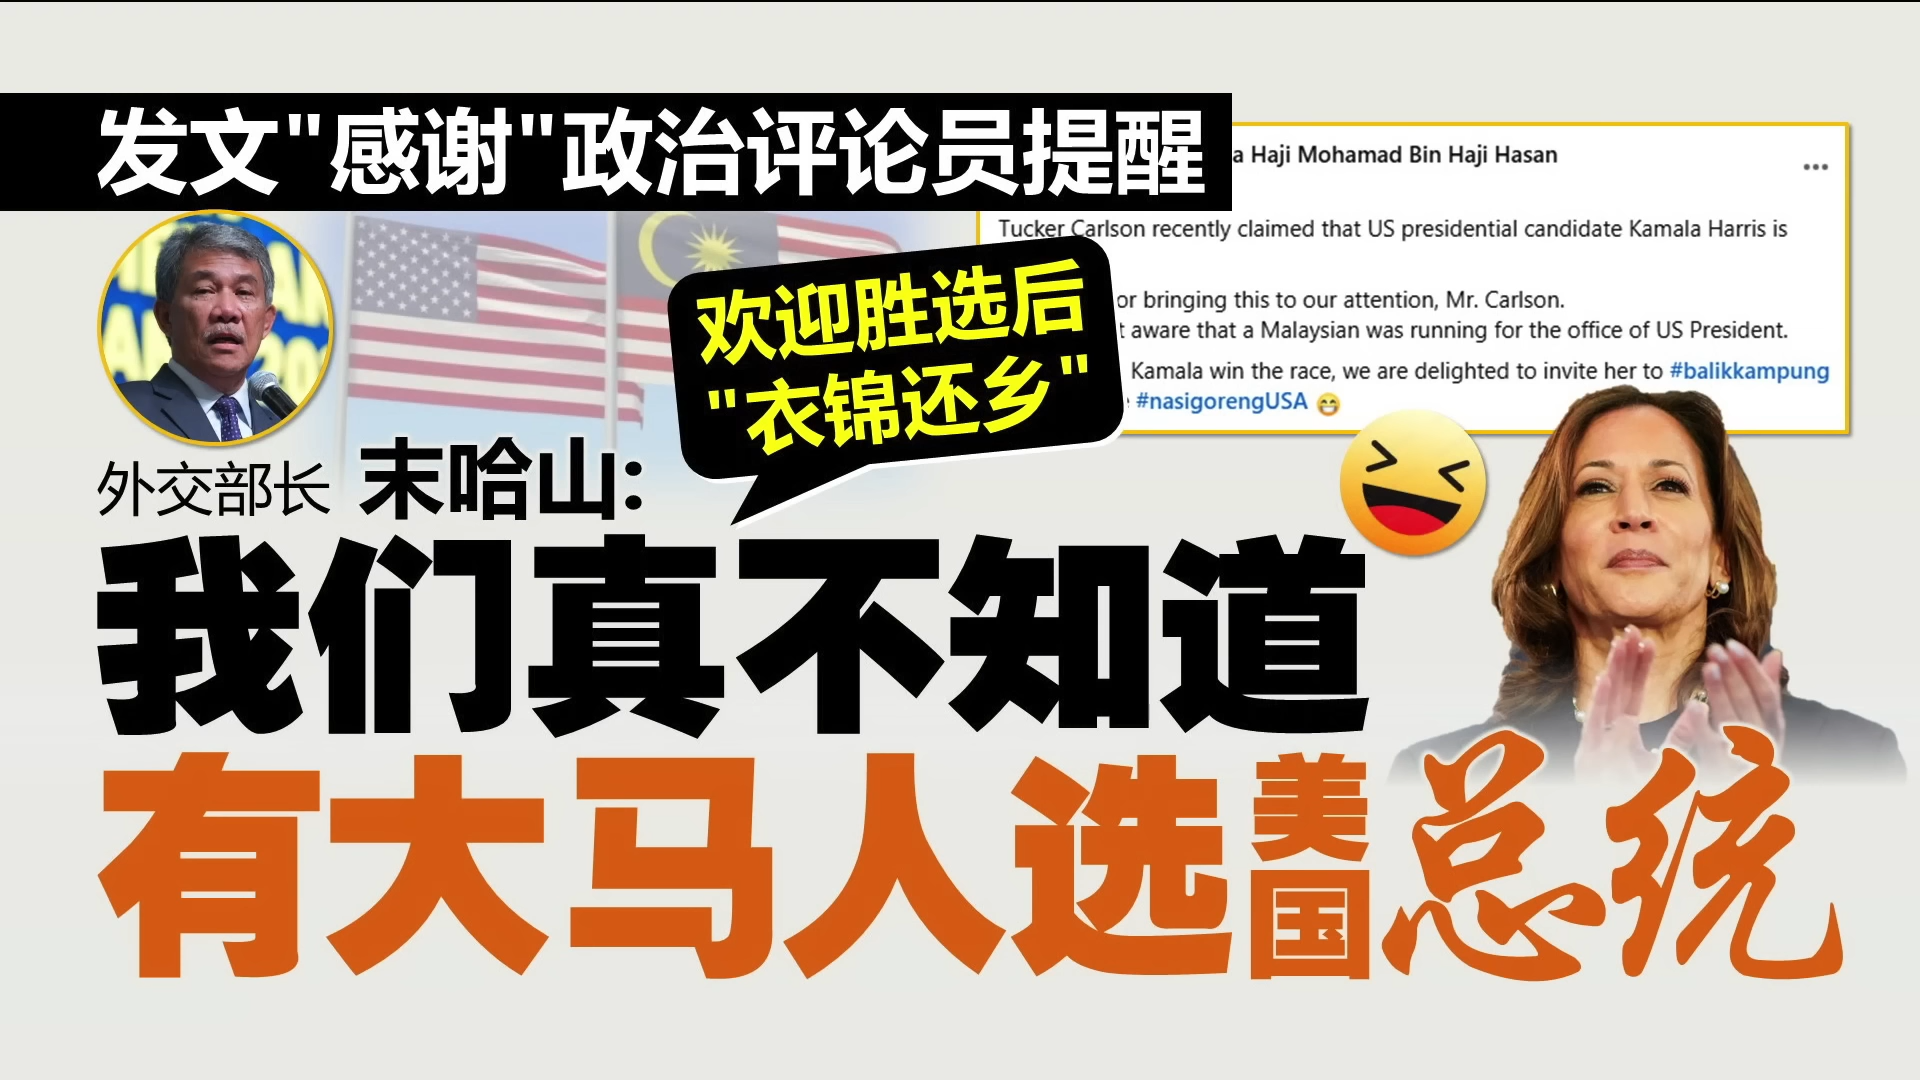 发文"感谢"政治评论员提醒
a Haji Mohamad Bin Haji Hasan
Tucker Carlson recently claimed that US presidential candidate Kamala Harris is
or bringing this to our attention, Mr. Carlson.
t aware that a Malaysian was running for the office of US President.
Kamala win the race, we are delighted to invite her to #balikkampung
#nasigorengUSA 😁
欢迎胜选后
"衣锦还乡"
外交部长 末哈山:
我们真不知道
有大马人选美国总统